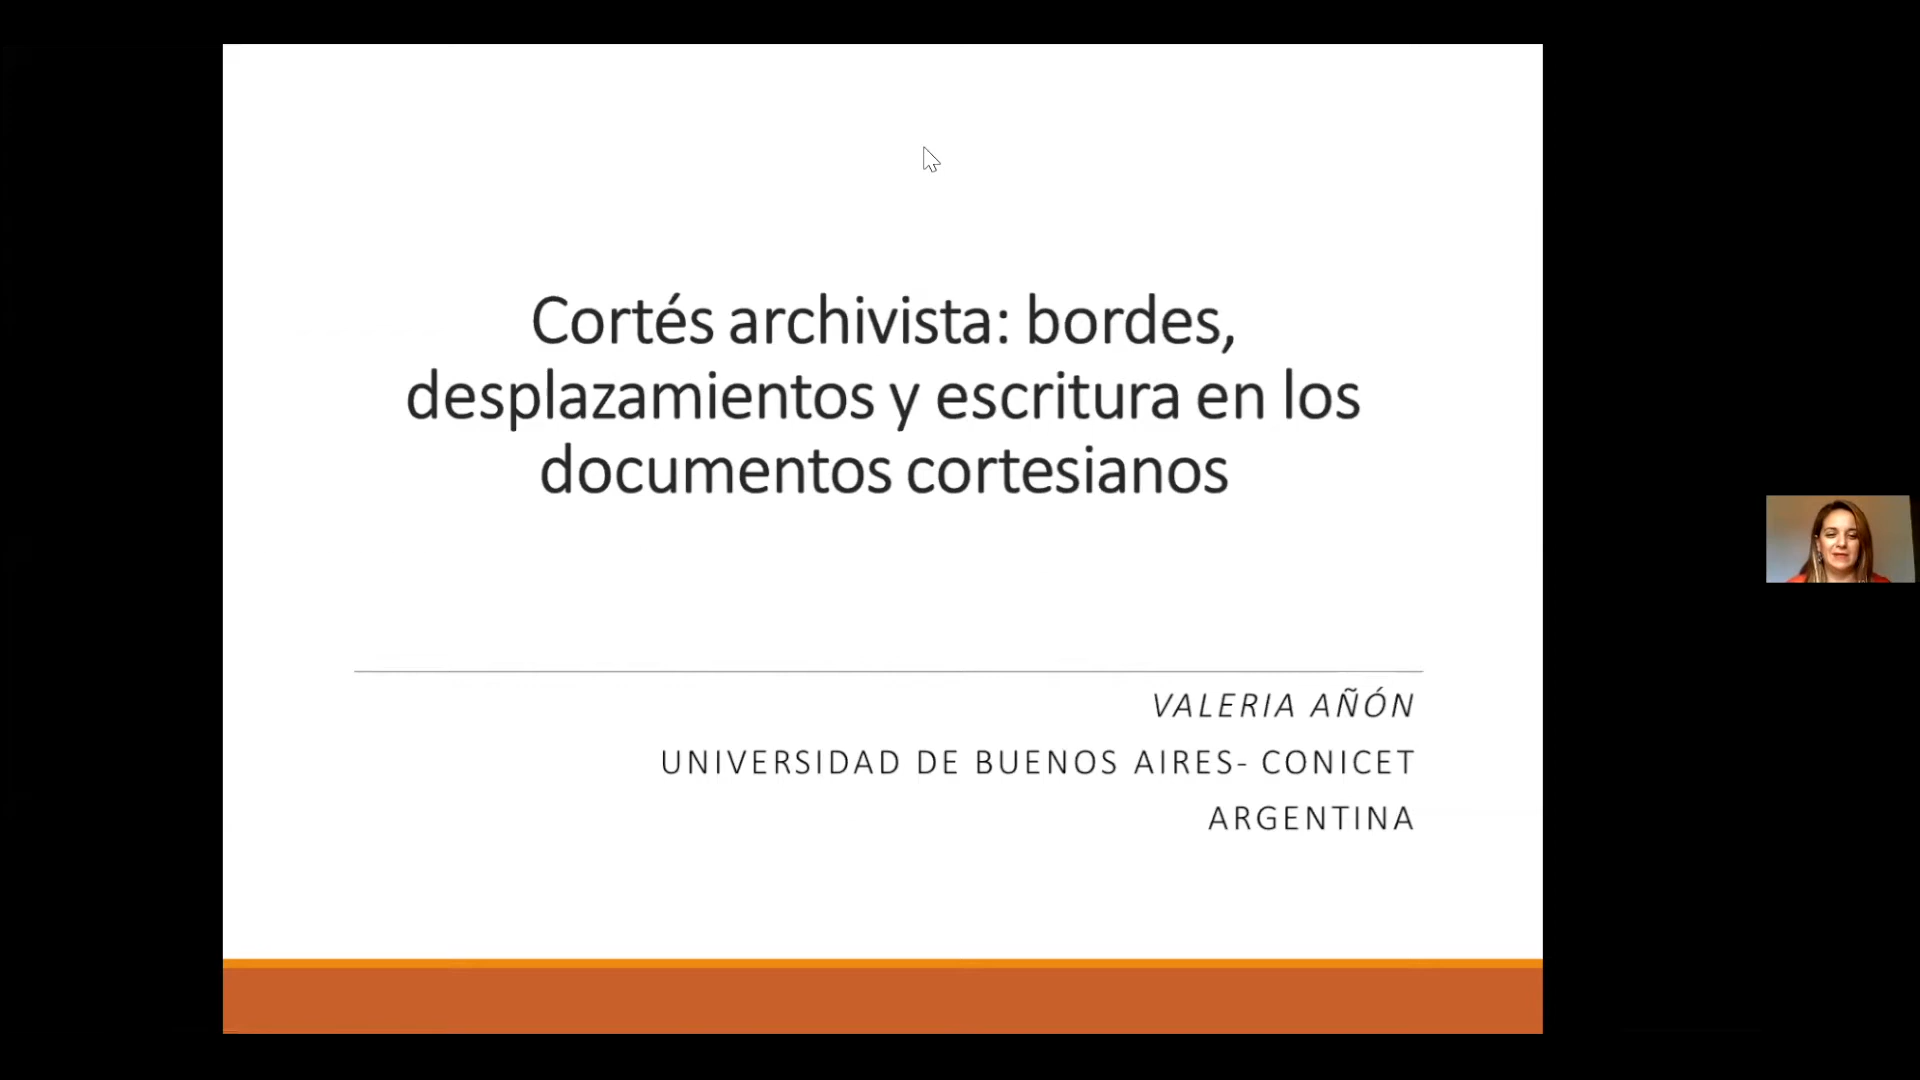 Cortés archivista: bordes,
desplazamientos y escritura en los
documentos cortesianos
VALERIA AÑÓN
UNIVERSIDAD DE BUENOS AIRES- CONICET
ARGENTINA